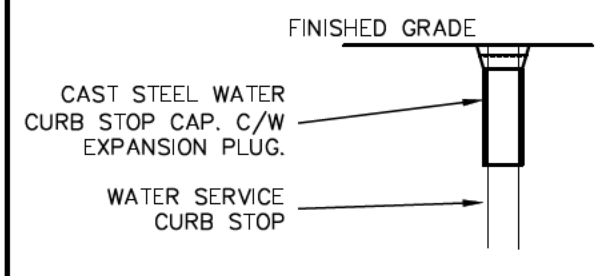 FINISHED GRADE
CAST STEEL WATER
CURB STOP CAP. C/W
EXPANSION PLUG.
WATER SERVICE
CURB STOP